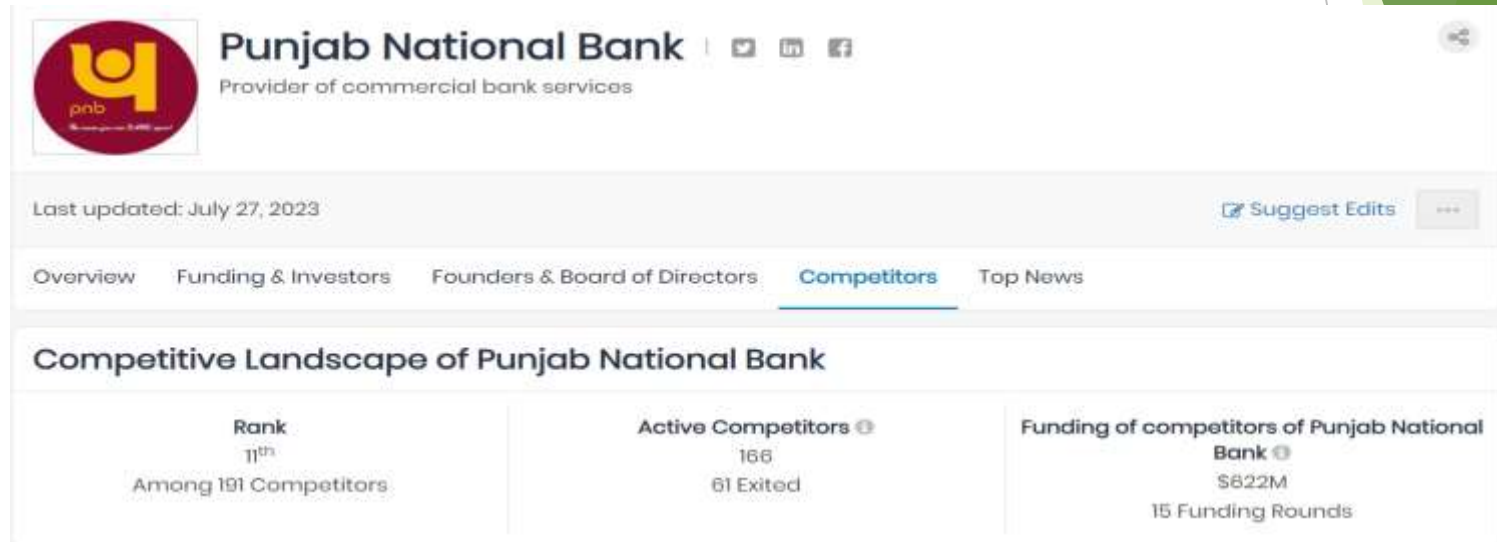 Punjab National Bank
Provider of commercial bank services
pnb
Last updated: July 27, 2023
Suggest Edits
Overview Funding & Investors Founders & Board of Directors Competitors Top News
Competitive Landscape of Punjab National Bank
Rank
11th
Among 191 Competitors
Active Competitors
166
61 Exited
Funding of competitors of Punjab National
Bank
$622M
15 Funding Rounds